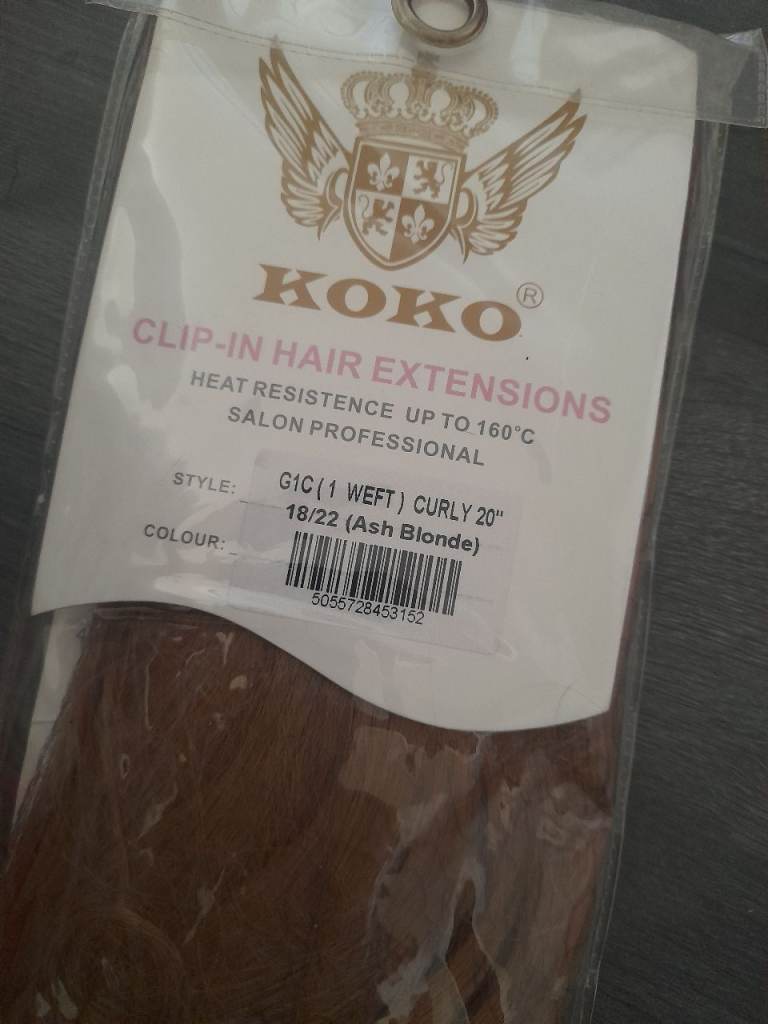 KOKO®
CLIP-IN HAIR EXTENSIONS
HEAT RESISTENCE UP TO 160°C
SALON PROFESSIONAL
STYLE: G1C ( 1 WEFT ) CURLY 20"
COLOUR: 18/22 (Ash Blonde)
5055728453152